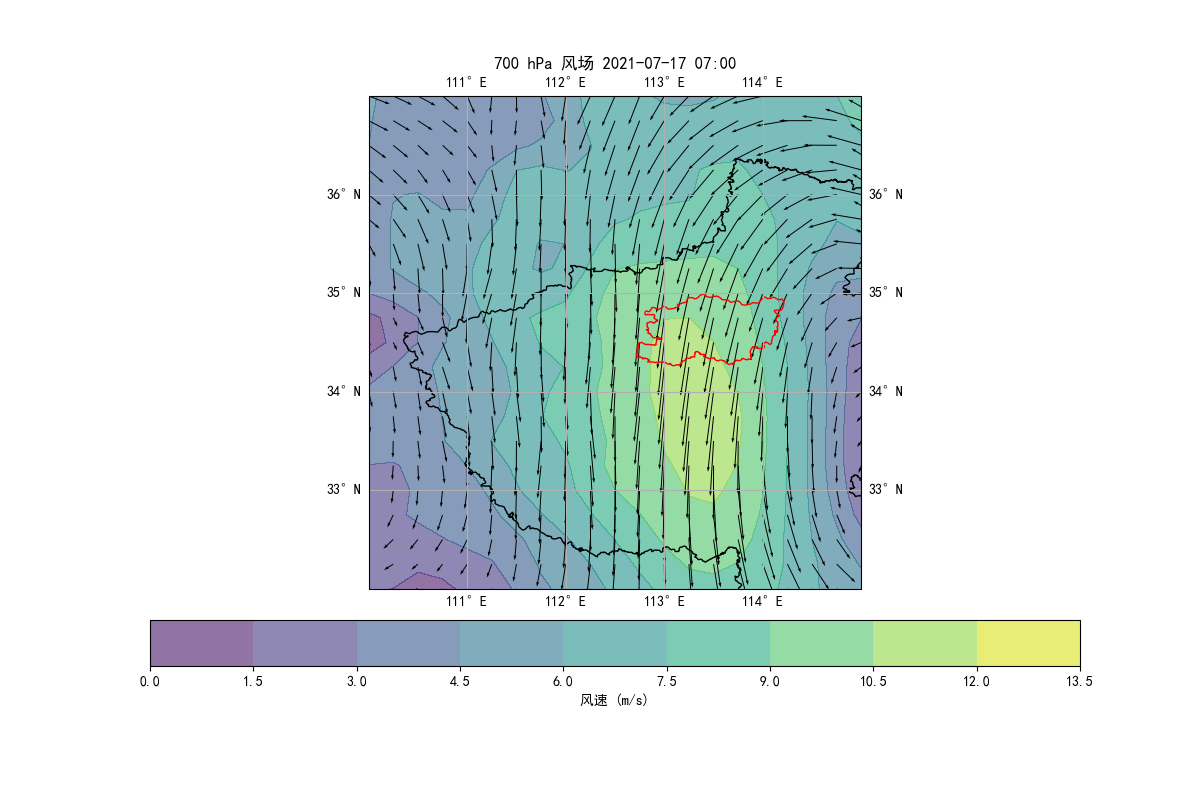 700 hPa 风场 2021-07-17 07:00
111° E 112° E 113° E 114° E
36° N 36° N
35° N 35° N
34° N 34° N
33° N 33° N
111° E 112° E 113° E 114° E
0.0 1.5 3.0 4.5 6.0 7.5 9.0 10.5 12.0 13.5
风速 (m/s)